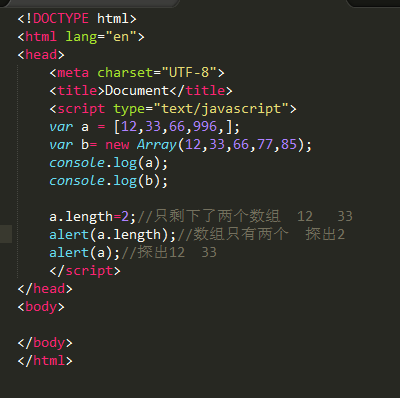 <!DOCTYPE html>
<html lang="en">
<head>
<meta charset="UTF-8">
<title>Document</title>
<script type="text/javascript">
var a = [12,33,66,996,];
var b= new Array(12,33,66,77,85);
console.log(a);
console.log(b);
a.length=2;//只剩下了两个数组  12   33
alert(a.length);//数组只有两个  探出2
alert(a);//探出12  33
</script>
</head>
<body>
</body>
</html>